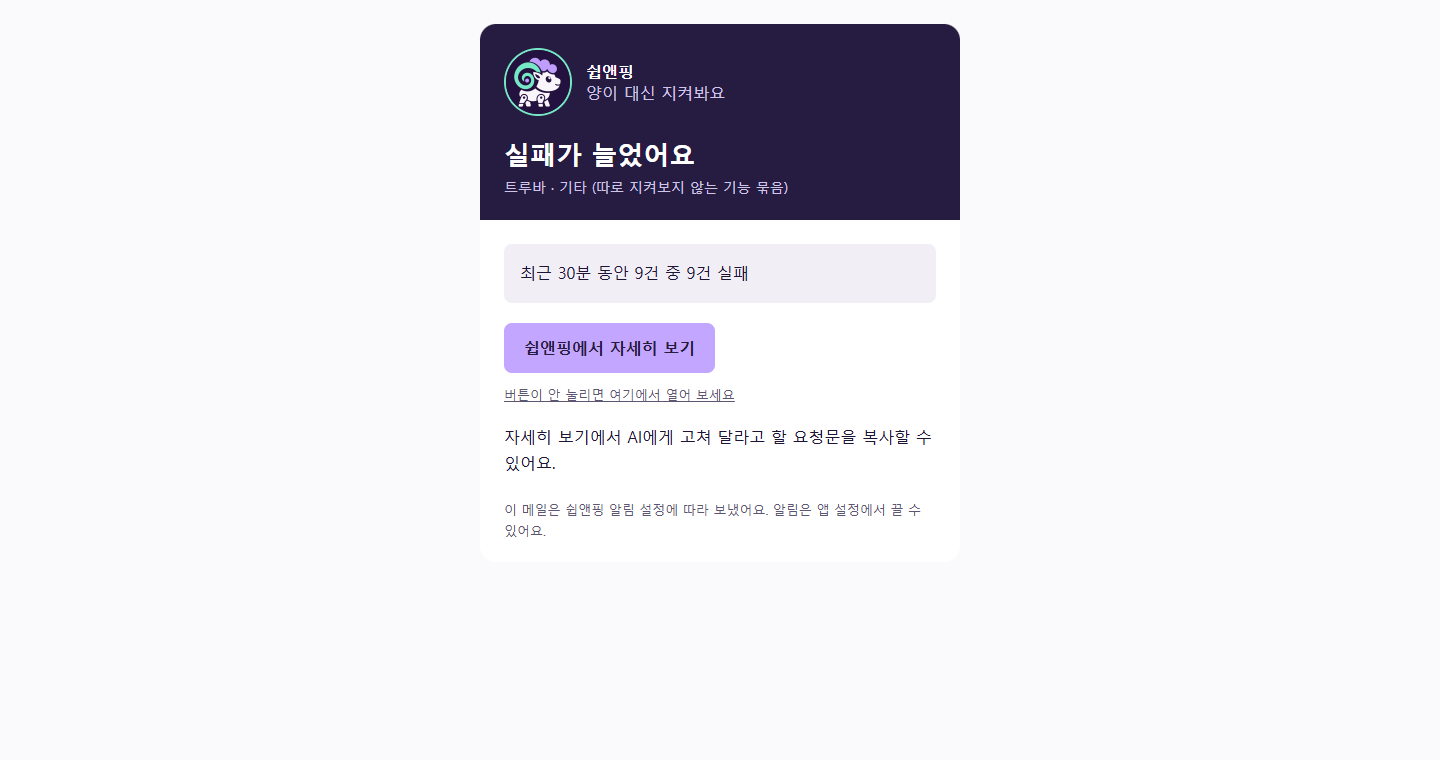 쉽앤핑
양이 대신 지켜봐요
실패가 늘었어요
트루바 · 기타 (따로 지켜보지 않는 기능 묶음)
최근 30분 동안 9건 중 9건 실패
쉽앤핑에서 자세히 보기
버튼이 안 눌리면 여기에서 열어 보세요
자세히 보기에서 AI에게 고쳐 달라고 할 요청문을 복사할 수
있어요.
이 메일은 쉽앤핑 알림 설정에 따라 보냈어요. 알림은 앱 설정에서 끌 수
있어요.